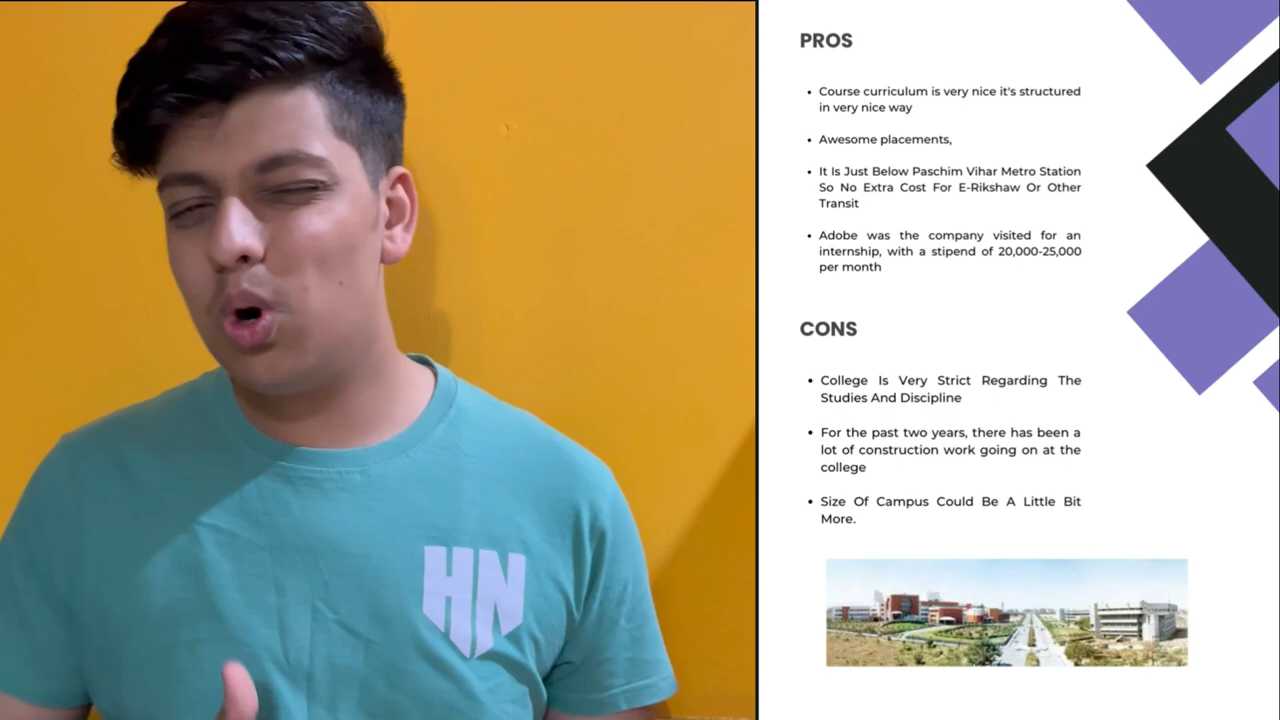 PROS
• Course curriculum is very nice it's structured
in very nice way
• Awesome placements,
• It Is Just Below Paschim Vihar Metro Station
So No Extra Cost For E-Rikshaw Or Other
Transit
• Adobe was the company visited for an
internship, with a stipend of 20,000-25,000
per month
CONS
• College Is Very Strict Regarding The
Studies And Discipline
• For the past two years, there has been a
lot of construction work going on at the
college
• Size Of Campus Could Be A Little Bit
More.
HN